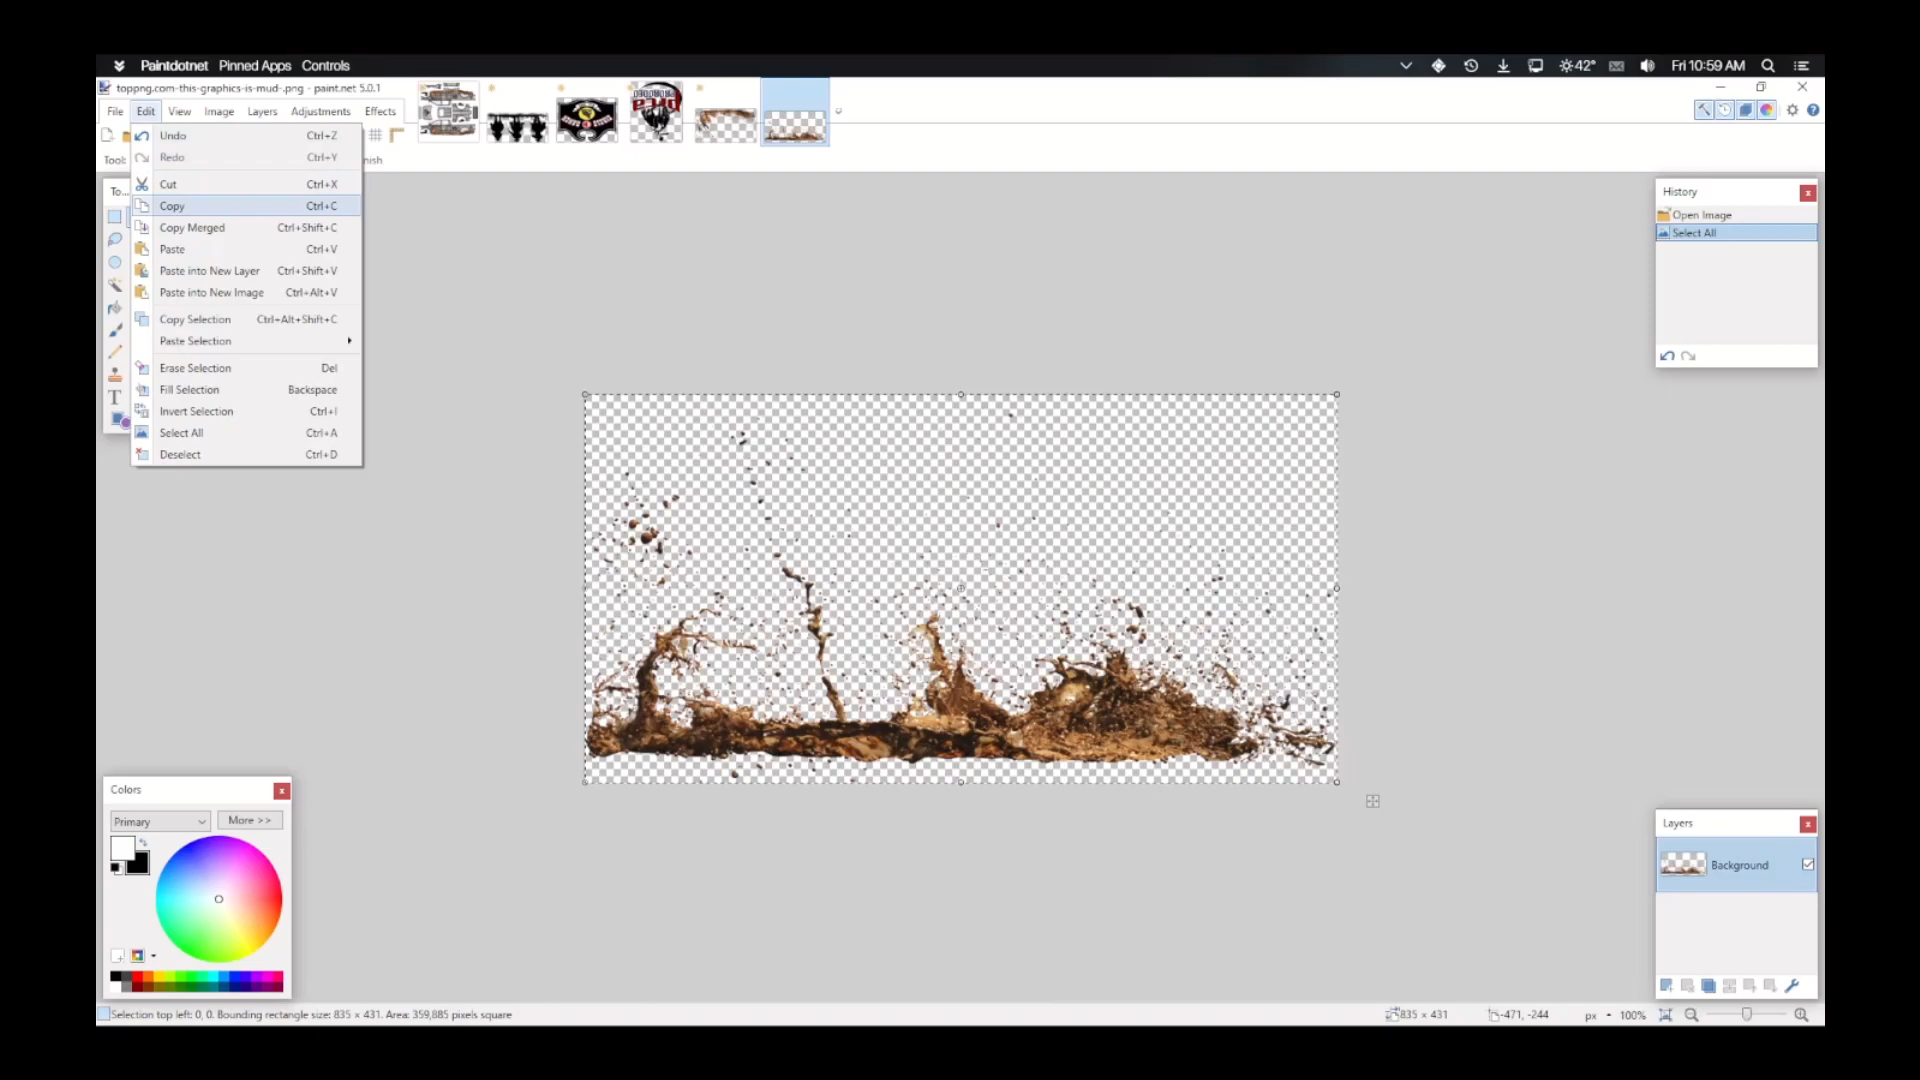 Paintdotnet Pinned Apps Controls
42° Fri 10:59 AM
toppng.com-this-graphics-is-mud-.png - paint.net 5.0.1
File Edit View Image Layers Adjustments Effects
Undo Ctrl+Z
Redo Ctrl+Y
Tool: nish
Cut Ctrl+X
Copy Ctrl+C
Copy Merged Ctrl+Shift+C
Paste Ctrl+V
Paste into New Layer Ctrl+Shift+V
Paste into New Image Ctrl+Alt+V
Copy Selection Ctrl+Alt+Shift+C
Paste Selection
Erase Selection Del
Fill Selection Backspace
Invert Selection Ctrl+I
Select All Ctrl+A
Deselect Ctrl+D
To...
T
History
Open Image
Select All
Colors
Primary
More >>
Layers
Background
Selection top left: 0, 0. Bounding rectangle size: 835 × 431. Area: 359,885 pixels square
835 × 431
-471, -244
px
100%